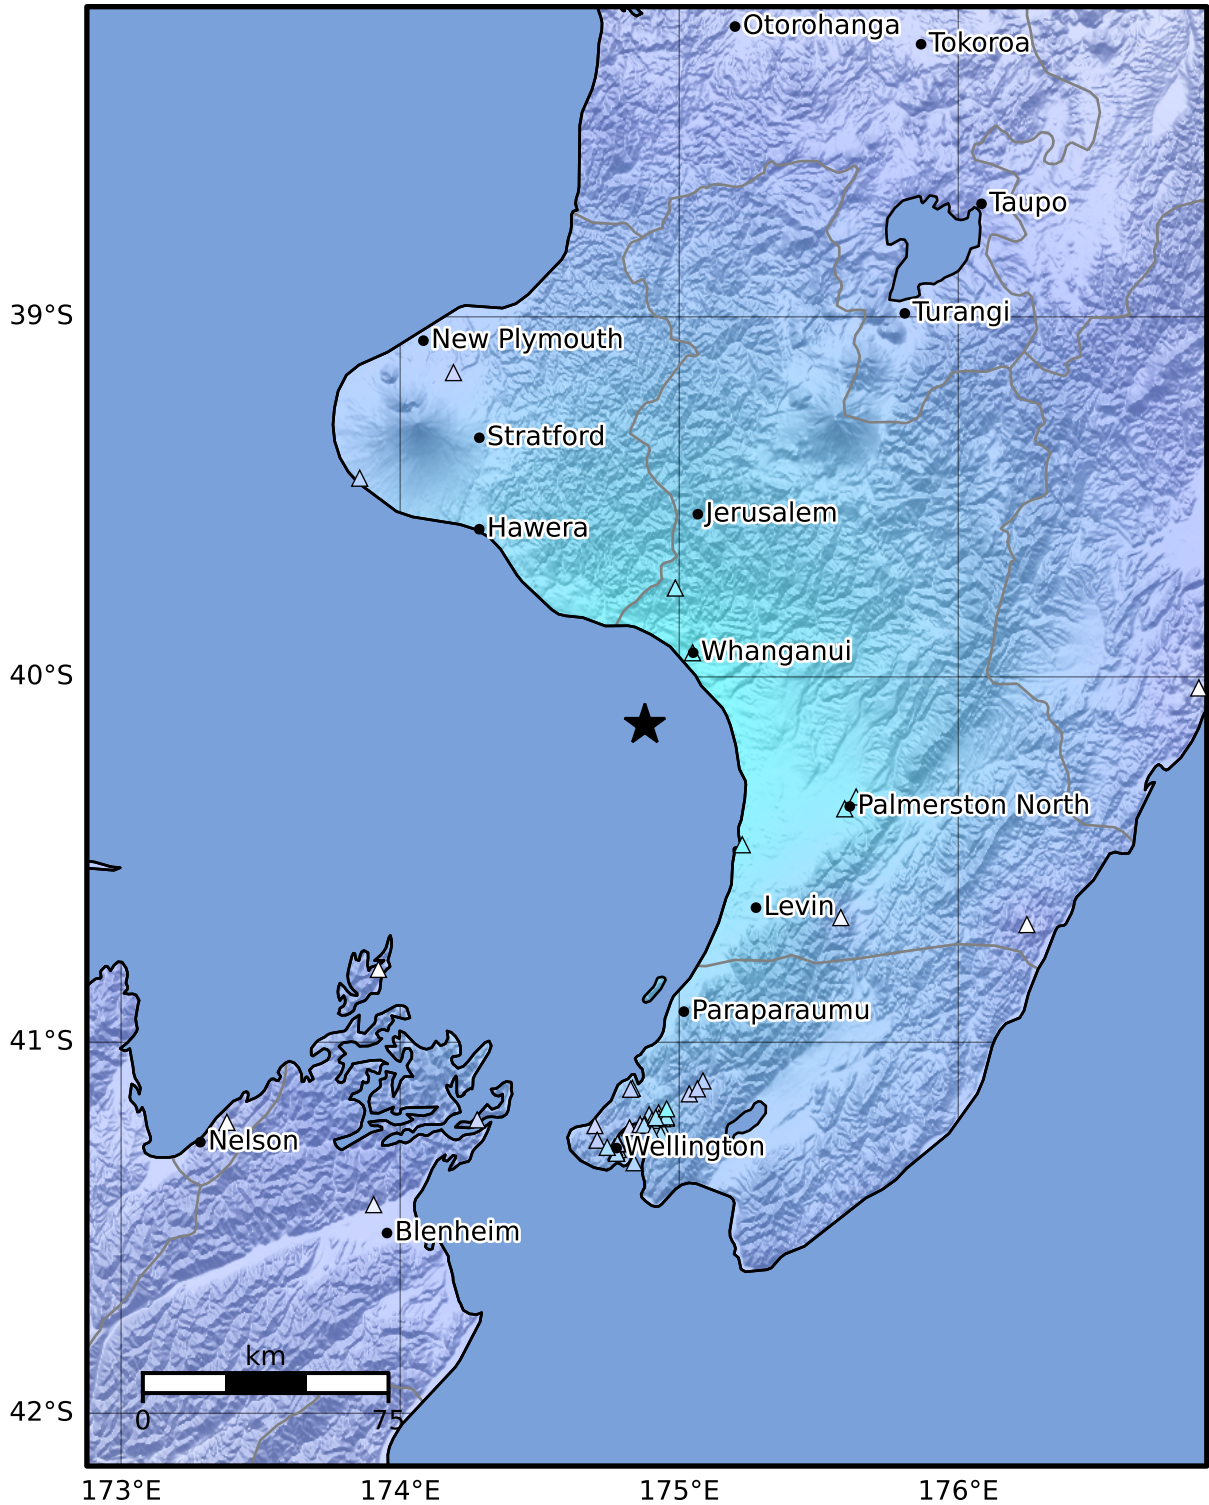 Otorohanga
Tokoroa
Taupo
39°S
Turangi
New Plymouth
Stratford
Jerusalem
Hawera
Whanganui
40°S
Palmerston North
Levin
Paraparaumu
41°S
Nelson
Wellington
Blenheim
km
0
75
42°S
173°E
174°E
175°E
176°E